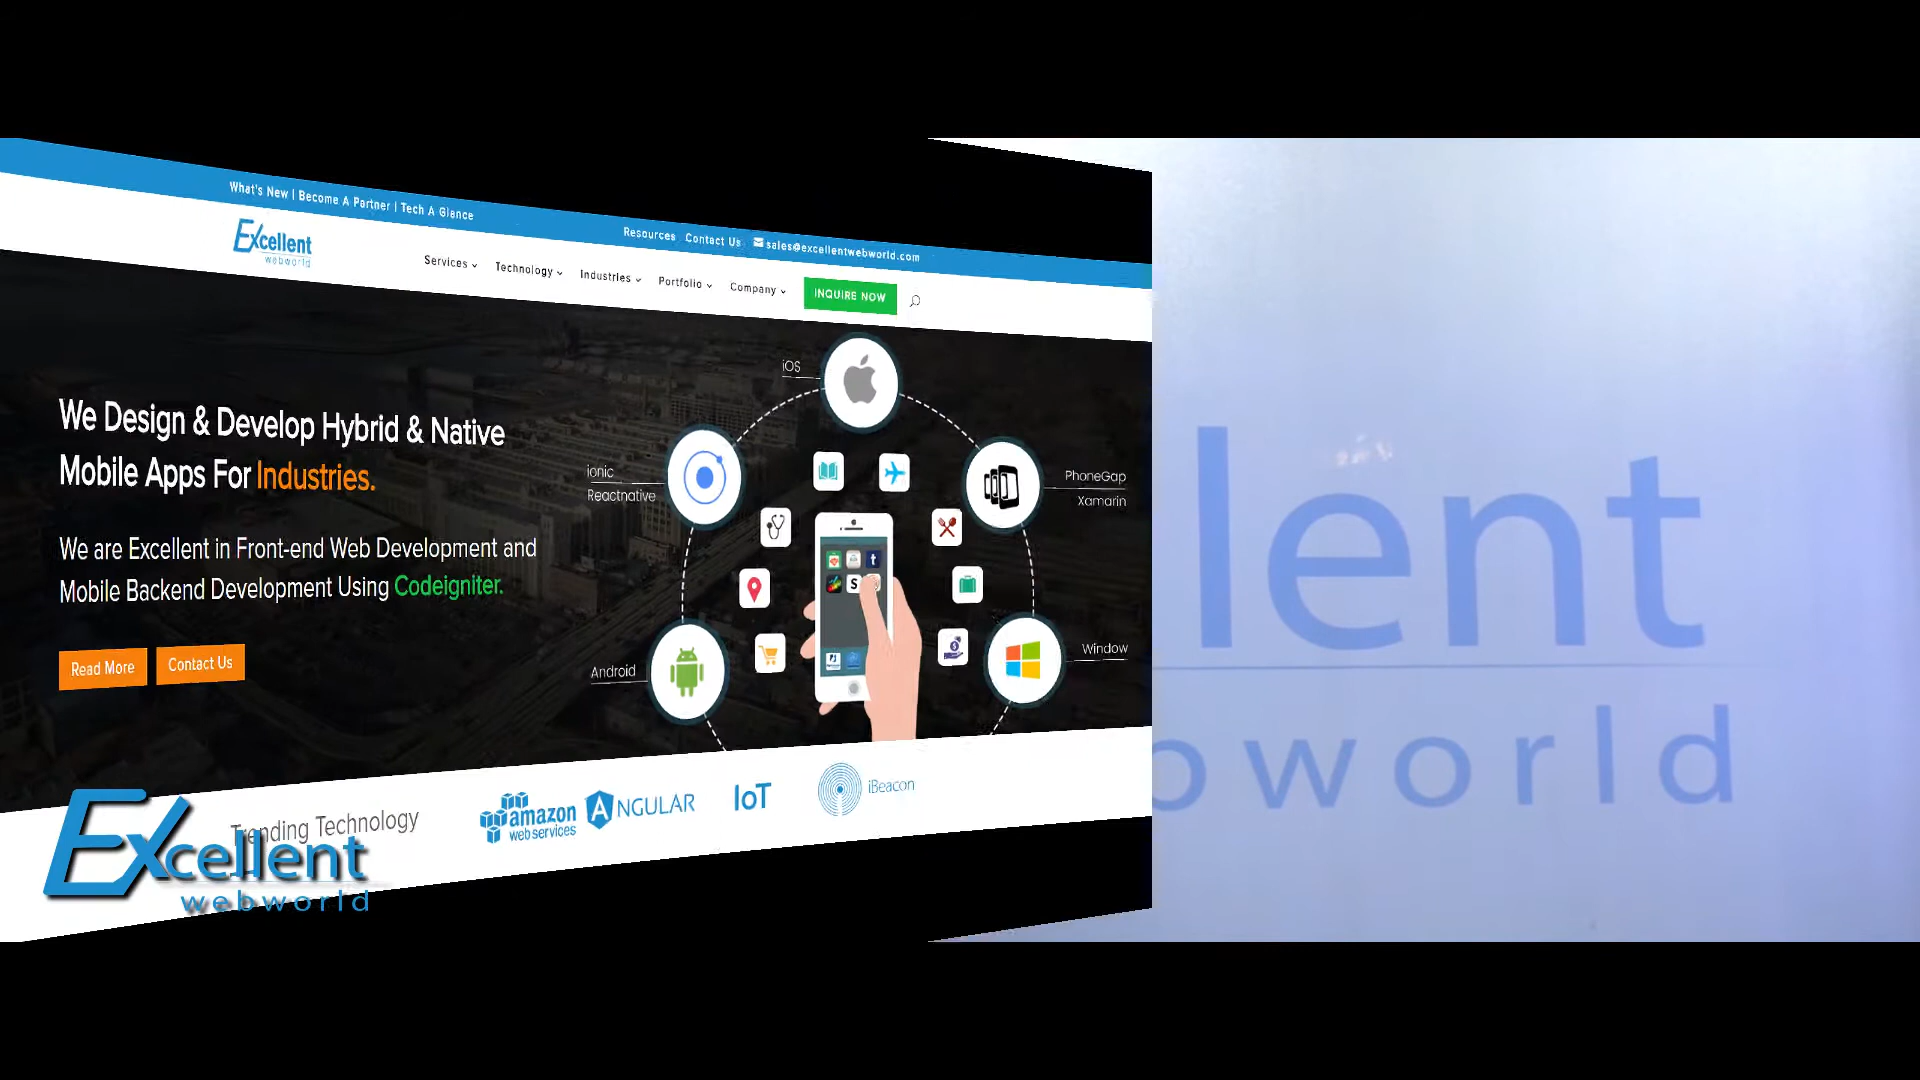 What's New | Become A Partner | Tech A Glance
Resources Contact Us sales@excellentwebworld.com
Excellent
webworld
Services Technology Industries Portfolio Company INQUIRE NOW
We Design & Develop Hybrid & Native
Mobile Apps For Industries.
We are Excellent in Front-end Web Development and
Mobile Backend Development Using Codeigniter.
Read More Contact Us
iOS
ionic
Reactnative
PhoneGap
Xamarin
Android
Window
t
S
Trending Technology
amazon
web services
ANGULAR
IoT
iBeacon
Excellent
webworld
lent
bworld